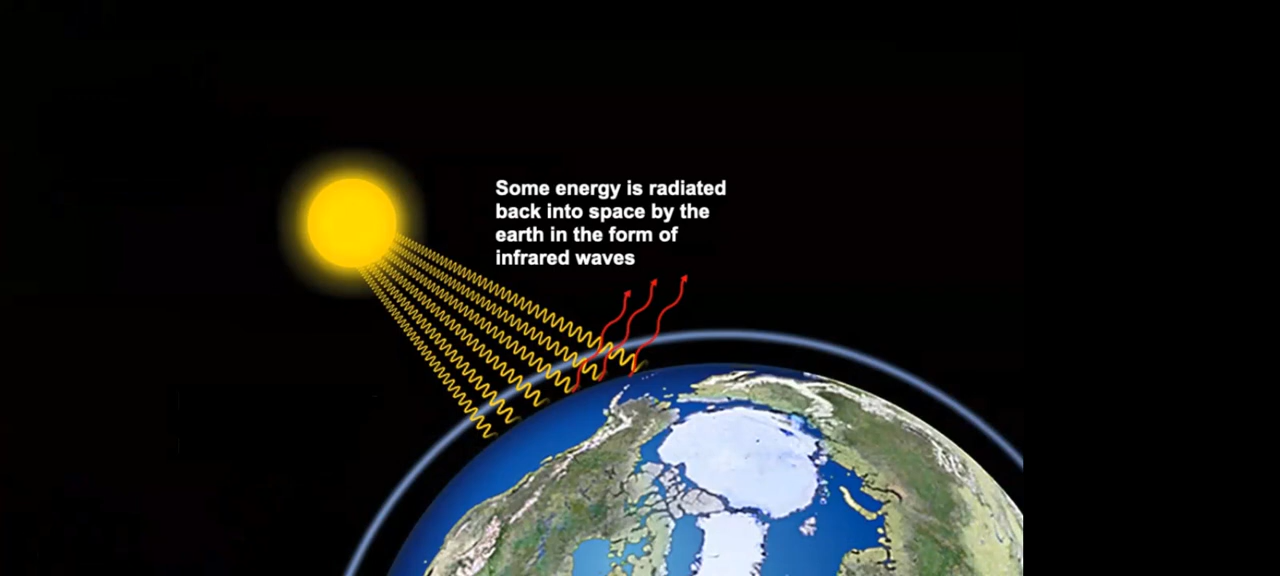 Some energy is radiated
back into space by the
earth in the form of
infrared waves